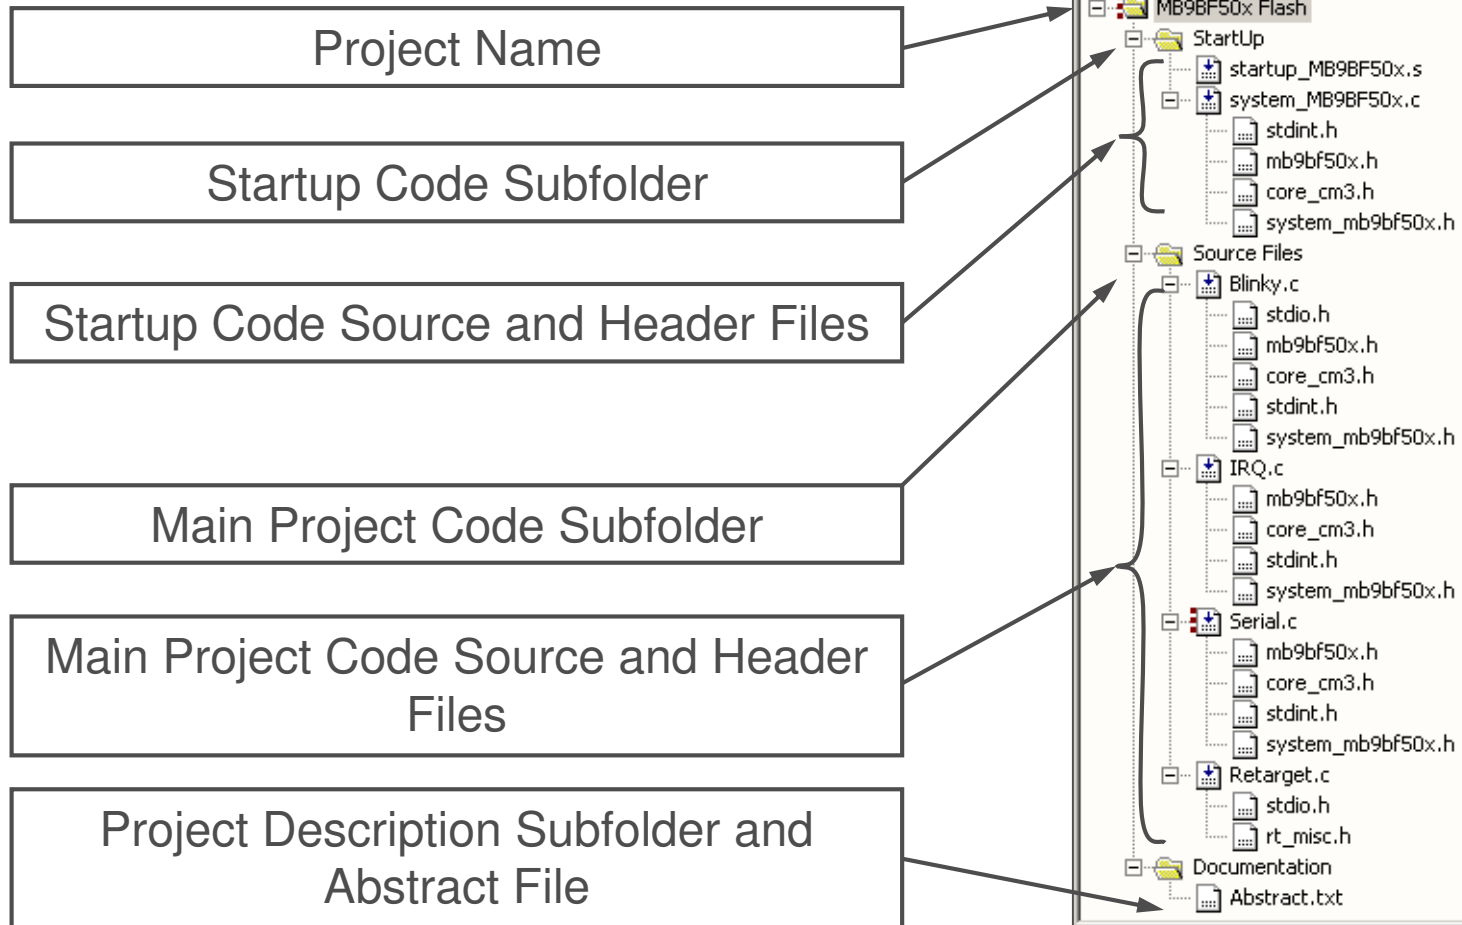 Project Name
Startup Code Subfolder
Startup Code Source and Header Files
Main Project Code Subfolder
Main Project Code Source and Header
Files
Project Description Subfolder and
Abstract File
MB9BF50x Flash
StartUp
startup_MB9BF50x.s
system_MB9BF50x.c
stdint.h
mb9bf50x.h
core_cm3.h
system_mb9bf50x.h
Source Files
Blinky.c
stdio.h
mb9bf50x.h
core_cm3.h
stdint.h
system_mb9bf50x.h
IRQ.c
mb9bf50x.h
core_cm3.h
stdint.h
system_mb9bf50x.h
Serial.c
mb9bf50x.h
core_cm3.h
stdint.h
system_mb9bf50x.h
Retarget.c
stdio.h
rt_misc.h
Documentation
Abstract.txt